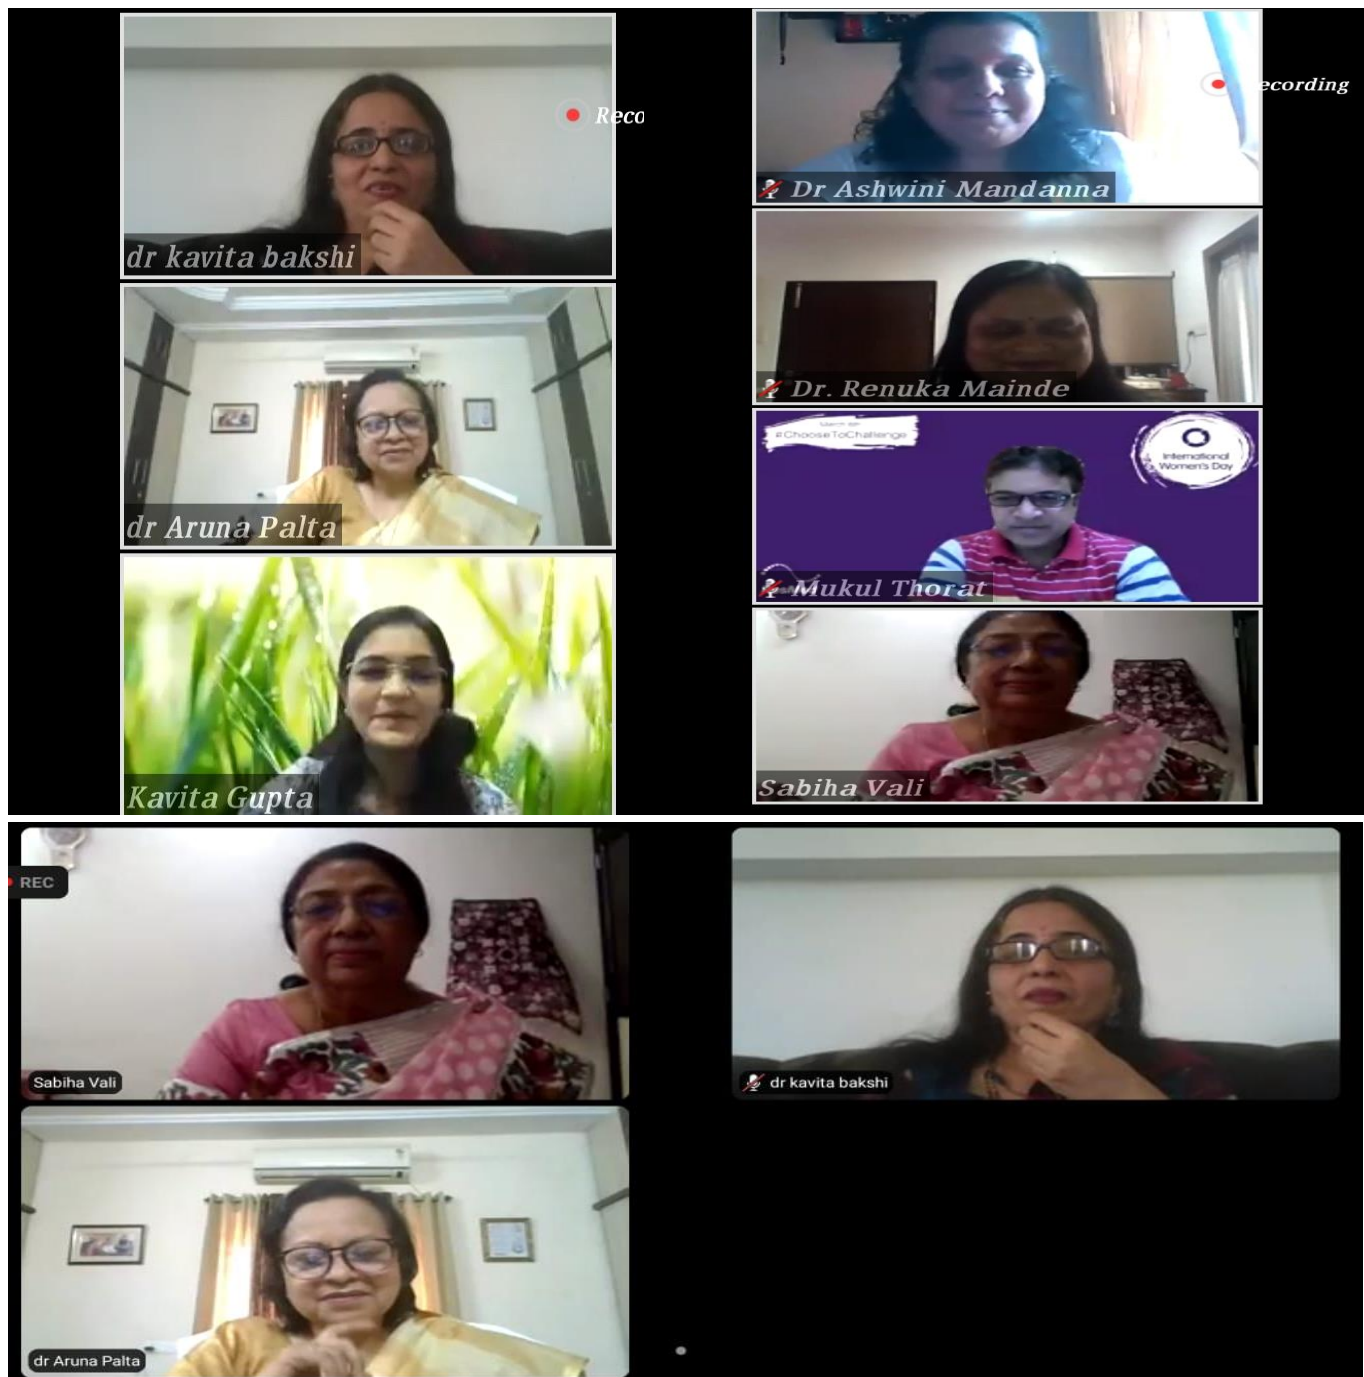 Reco
dr kavita bakshi
dr Aruna Palta
Kavita Gupta
ecording
Dr Ashwini Mandanna
Dr. Renuka Mainde
#ChooseToChallenge
International
Women's Day
Mukul Thorat
Sabiha Vali
REC
Sabiha Vali
dr kavita bakshi
dr Aruna Palta